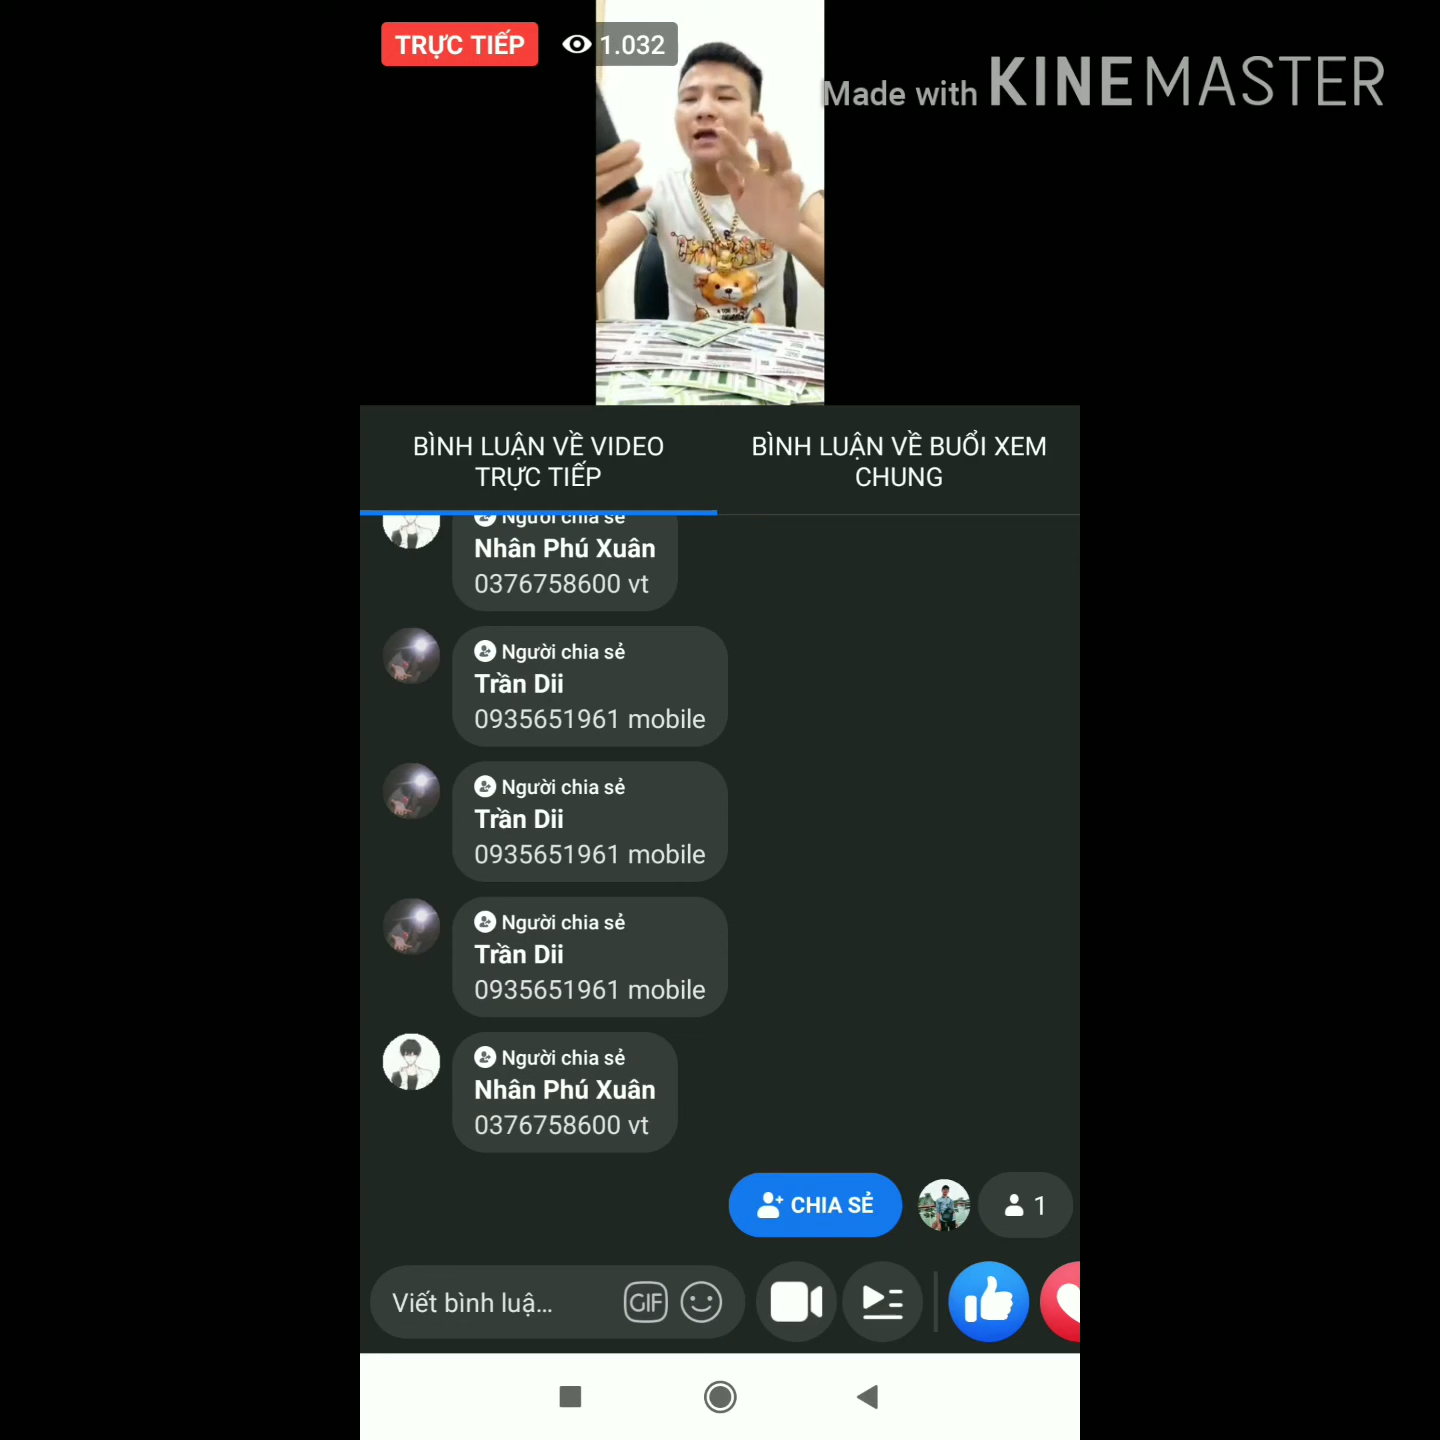 TRỰC TIẾP
1.032
Made with KINEMASTER
BÌNH LUẬN VỀ VIDEO
TRỰC TIẾP
BÌNH LUẬN VỀ BUỔI XEM
CHUNG
Người chia sẻ
Nhân Phú Xuân
0376758600 vt
Người chia sẻ
Trần Dii
0935651961 mobile
Người chia sẻ
Trần Dii
0935651961 mobile
Người chia sẻ
Trần Dii
0935651961 mobile
Người chia sẻ
Nhân Phú Xuân
0376758600 vt
CHIA SẺ
1
Viết bình luậ...
GIF